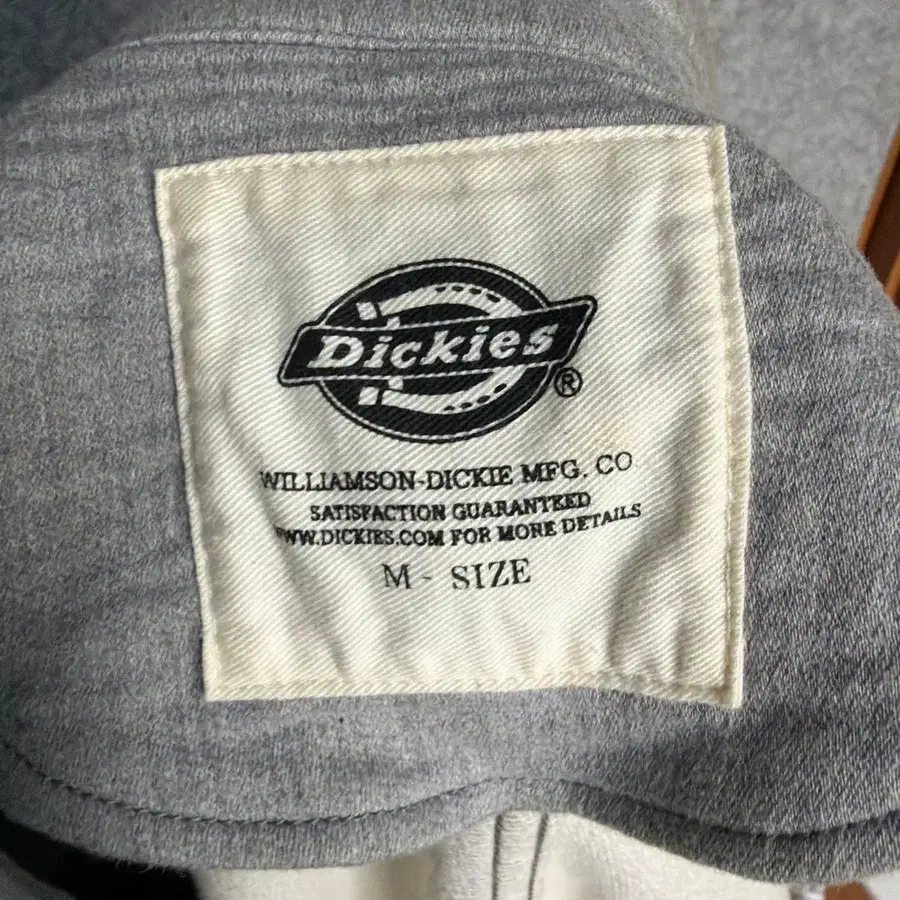 Dickies
®
WILLIAMSON-DICKIE MFG. CO
SATISFACTION GUARANTEED
WWW.DICKIES.COM FOR MORE DETAILS
M - SIZE